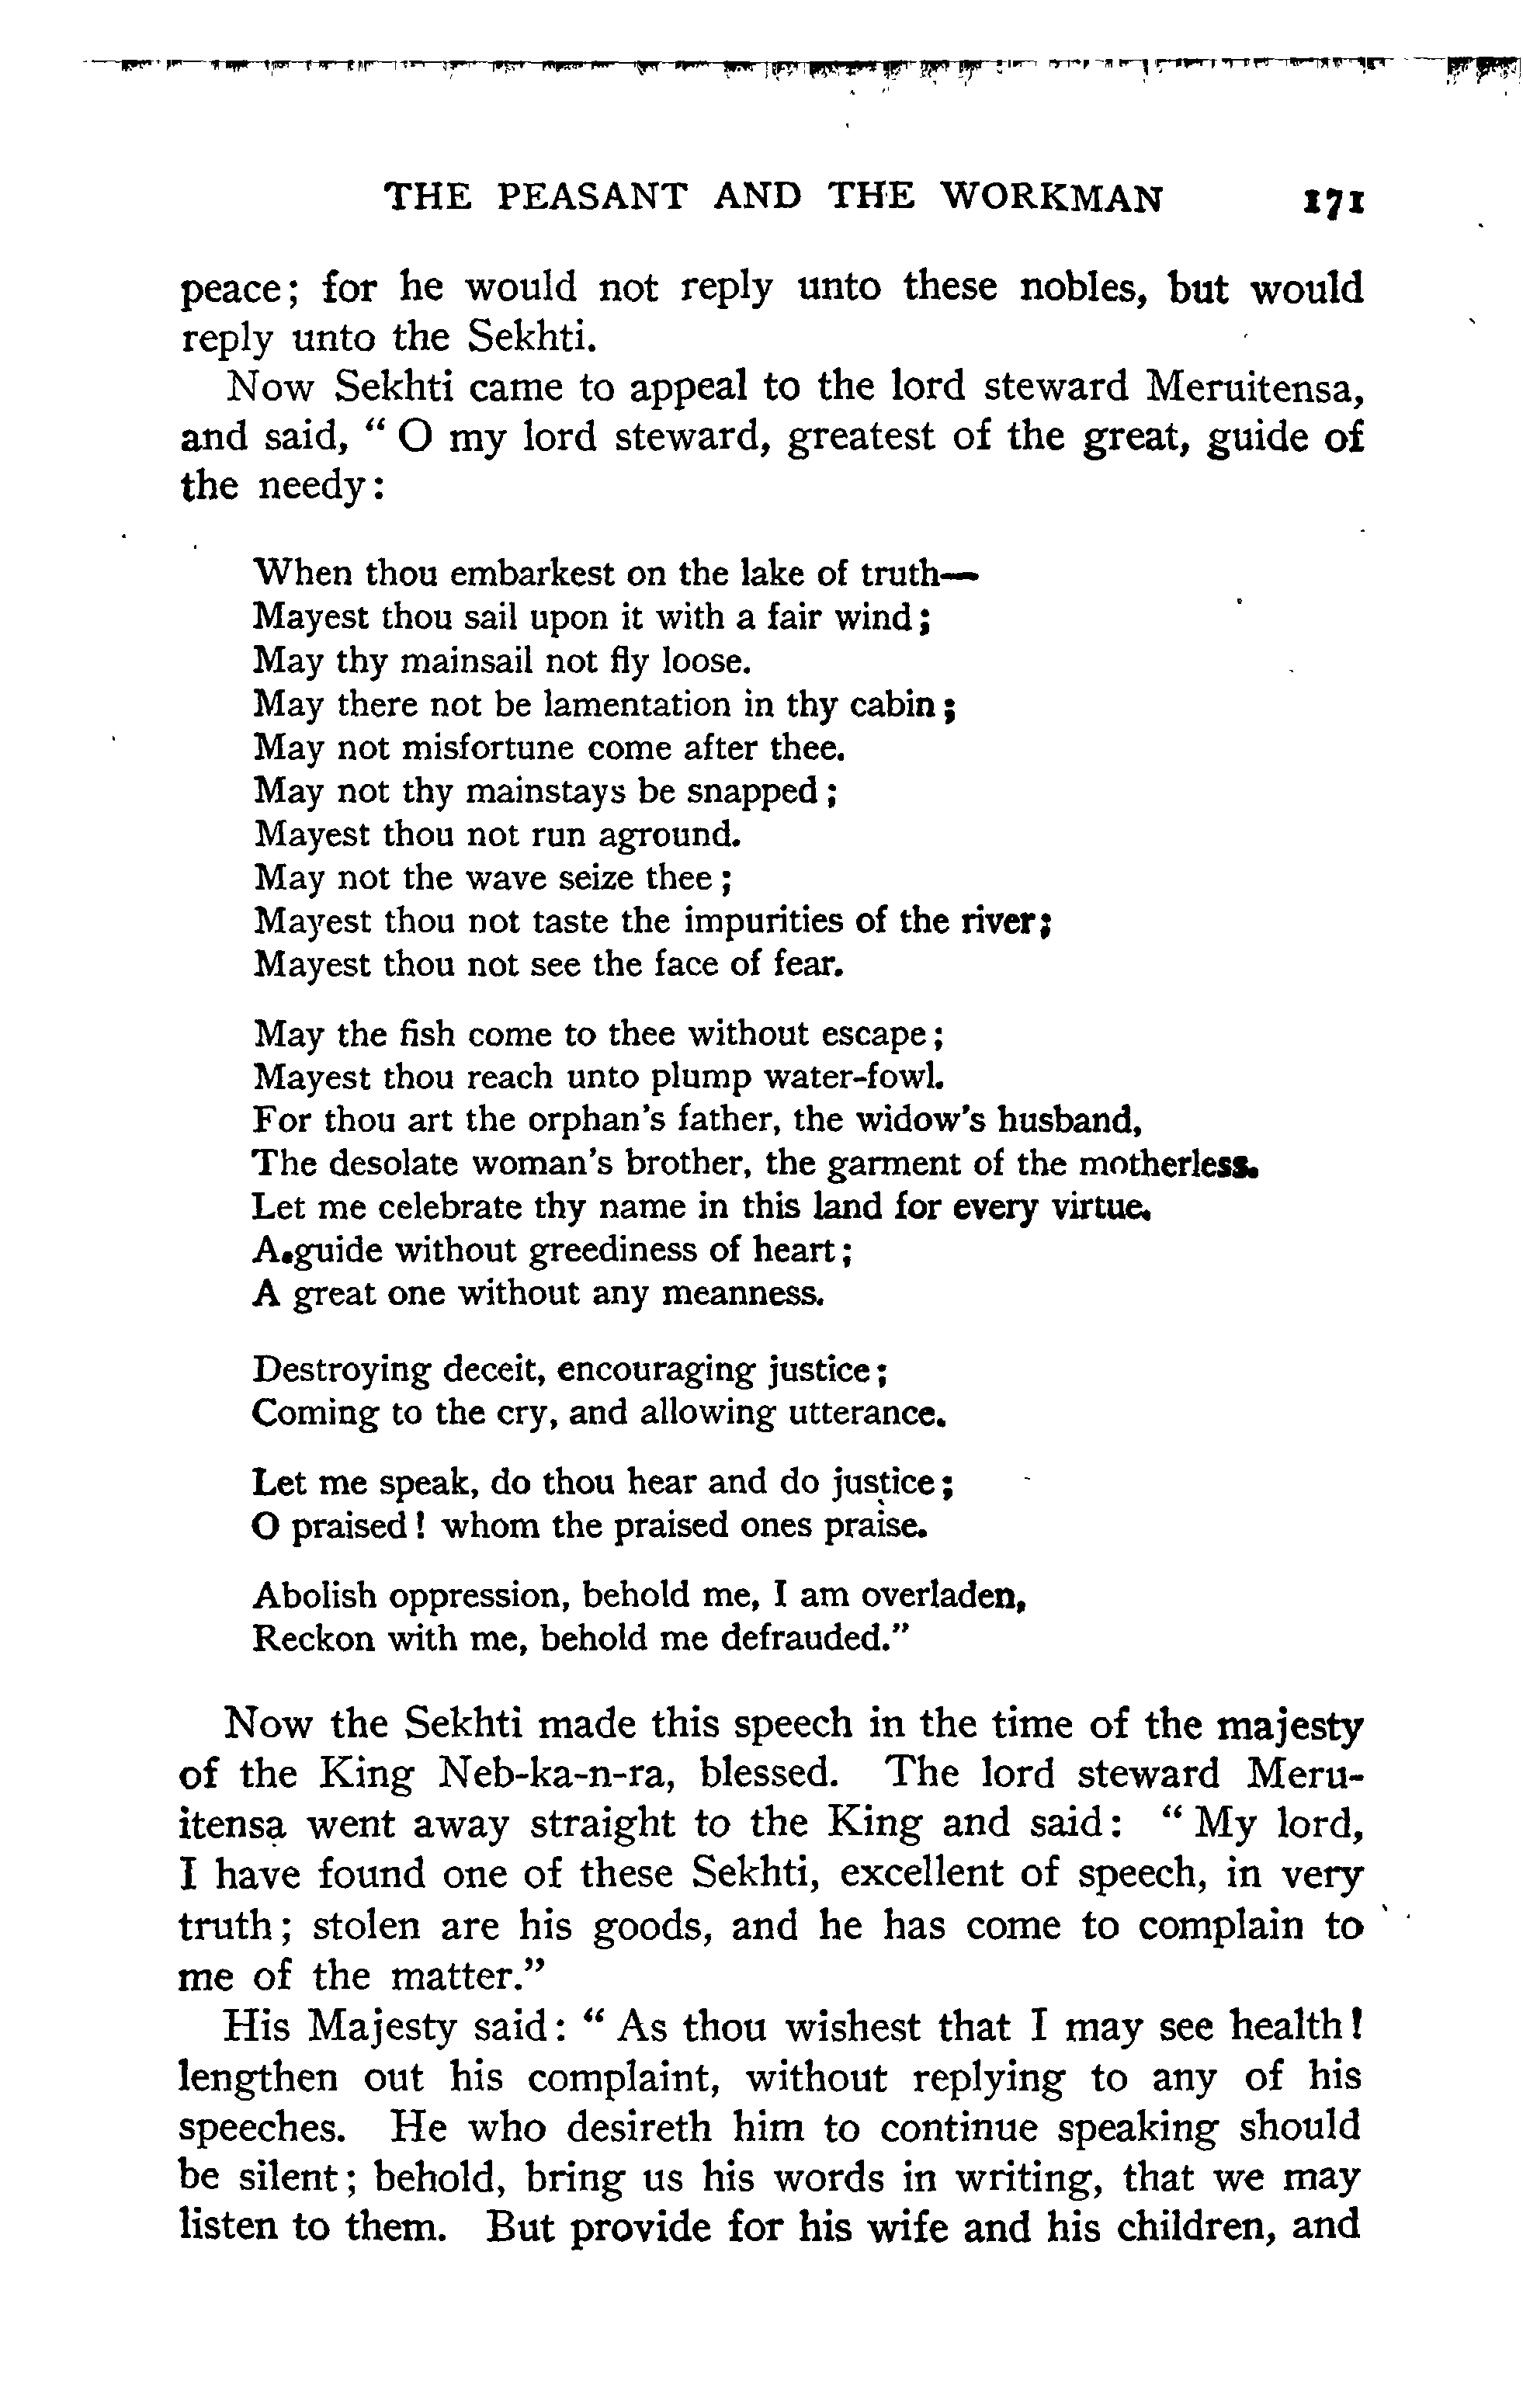 THE PEASANT AND THE WORKMAN 171
peace; for he would not reply unto these nobles, but would
reply unto the Sekhti.
Now Sekhti came to appeal to the lord steward Meruitensa,
and said, " O my lord steward, greatest of the great, guide of
the needy:
When thou embarkest on the lake of truth—
Mayest thou sail upon it with a fair wind;
May thy mainsail not fly loose.
May there not be lamentation in thy cabin;
May not misfortune come after thee.
May not thy mainstays be snapped;
Mayest thou not run aground.
May not the wave seize thee;
Mayest thou not taste the impurities of the river;
Mayest thou not see the face of fear.
May the fish come to thee without escape;
Mayest thou reach unto plump water-fowl.
For thou art the orphan's father, the widow's husband,
The desolate woman's brother, the garment of the motherless.
Let me celebrate thy name in this land for every virtue.
A guide without greediness of heart;
A great one without any meanness.
Destroying deceit, encouraging justice;
Coming to the cry, and allowing utterance.
Let me speak, do thou hear and do justice;
O praised! whom the praised ones praise.
Abolish oppression, behold me, I am overladen,
Reckon with me, behold me defrauded."
Now the Sekhti made this speech in the time of the majesty
of the King Neb-ka-n-ra, blessed. The lord steward Meru-
itensa went away straight to the King and said: " My lord,
I have found one of these Sekhti, excellent of speech, in very
truth; stolen are his goods, and he has come to complain to
me of the matter."
His Majesty said: " As thou wishest that I may see health!
lengthen out his complaint, without replying to any of his
speeches. He who desireth him to continue speaking should
be silent; behold, bring us his words in writing, that we may
listen to them. But provide for his wife and his children, and